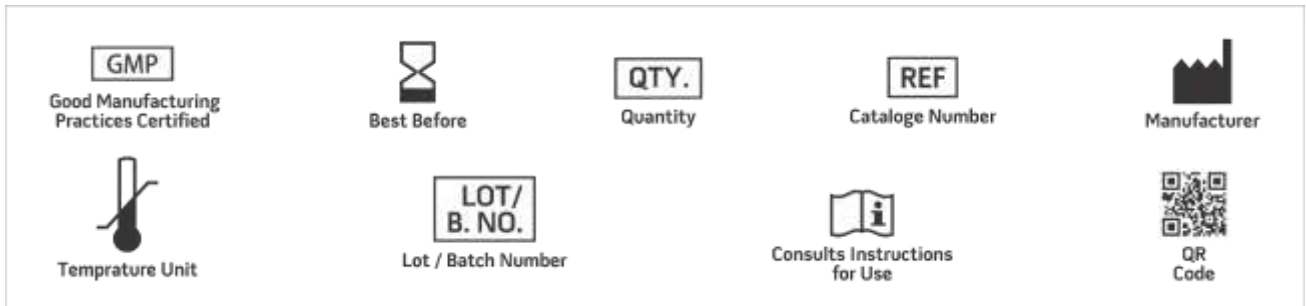 GMP
Good Manufacturing
Practices Certified
Best Before
QTY.
Quantity
REF
Cataloge Number
Manufacturer
Temprature Unit
LOT/
B. NO.
Lot / Batch Number
i
Consults Instructions
for Use
QR
Code